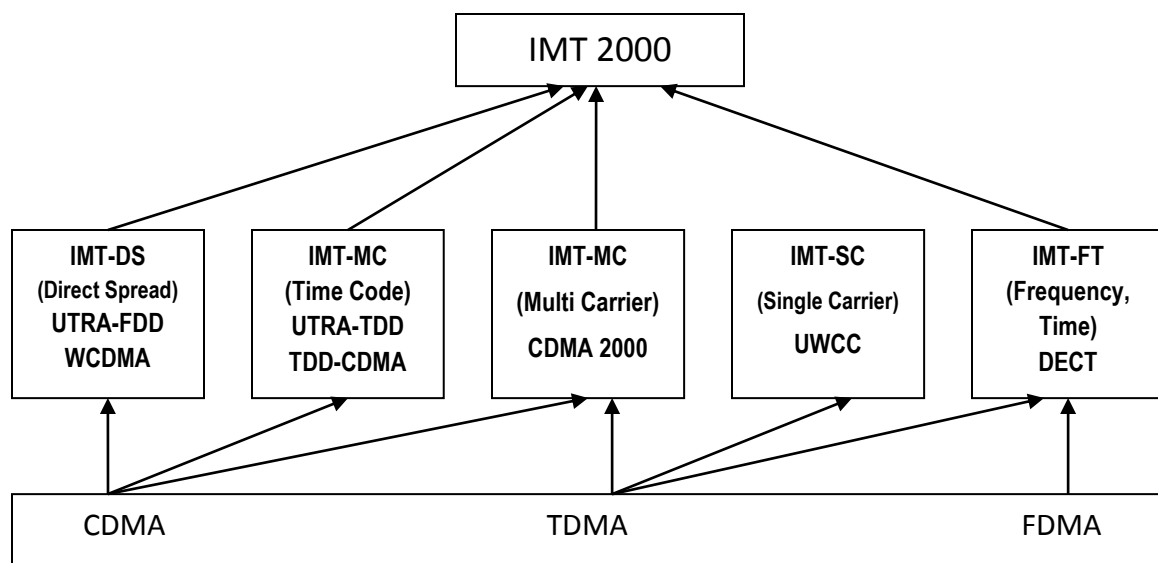 IMT 2000
IMT-DS
(Direct Spread)
UTRA-FDD
WCDMA
IMT-MC
(Time Code)
UTRA-TDD
TDD-CDMA
IMT-MC
(Multi Carrier)
CDMA 2000
IMT-SC
(Single Carrier)
UWCC
IMT-FT
(Frequency,
Time)
DECT
CDMA
TDMA
FDMA